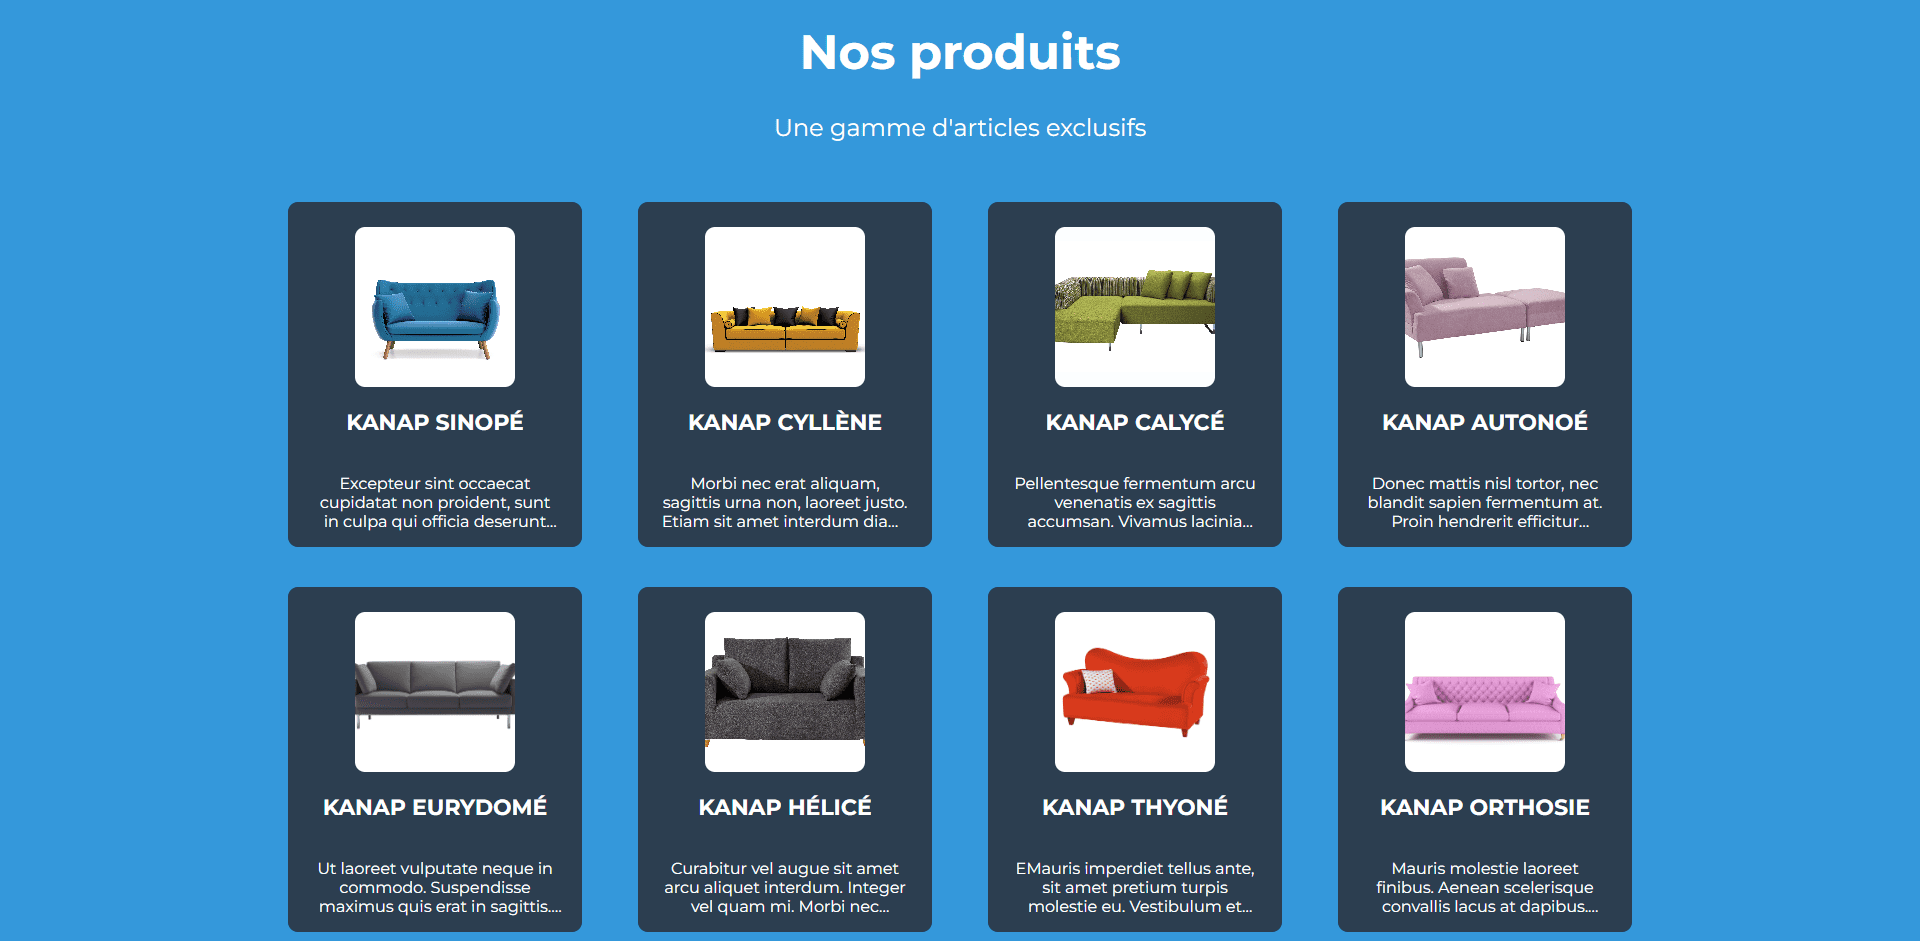 Nos produits
Une gamme d'articles exclusifs
KANAP SINOPÉ
Excepteur sint occaecat
cupidatat non proident, sunt
in culpa qui officia deserunt...
KANAP CYLLÈNE
Morbi nec erat aliquam,
sagittis urna non, laoreet justo.
Etiam sit amet interdum dia...
KANAP CALYCÉ
Pellentesque fermentum arcu
venenatis ex sagittis
accumsan. Vivamus lacinia...
KANAP AUTONOÉ
Donec mattis nisl tortor, nec
blandit sapien fermentum at.
Proin hendrerit efficitur...
KANAP EURYDOMÉ
Ut laoreet vulputate neque in
commodo. Suspendisse
maximus quis erat in sagittis....
KANAP HÉLICÉ
Curabitur vel augue sit amet
arcu aliquet interdum. Integer
vel quam mi. Morbi nec...
KANAP THYONÉ
EMauris imperdiet tellus ante,
sit amet pretium turpis
molestie eu. Vestibulum et...
KANAP ORTHOSIE
Mauris molestie laoreet
finibus. Aenean scelerisque
convallis lacus at dapibus....